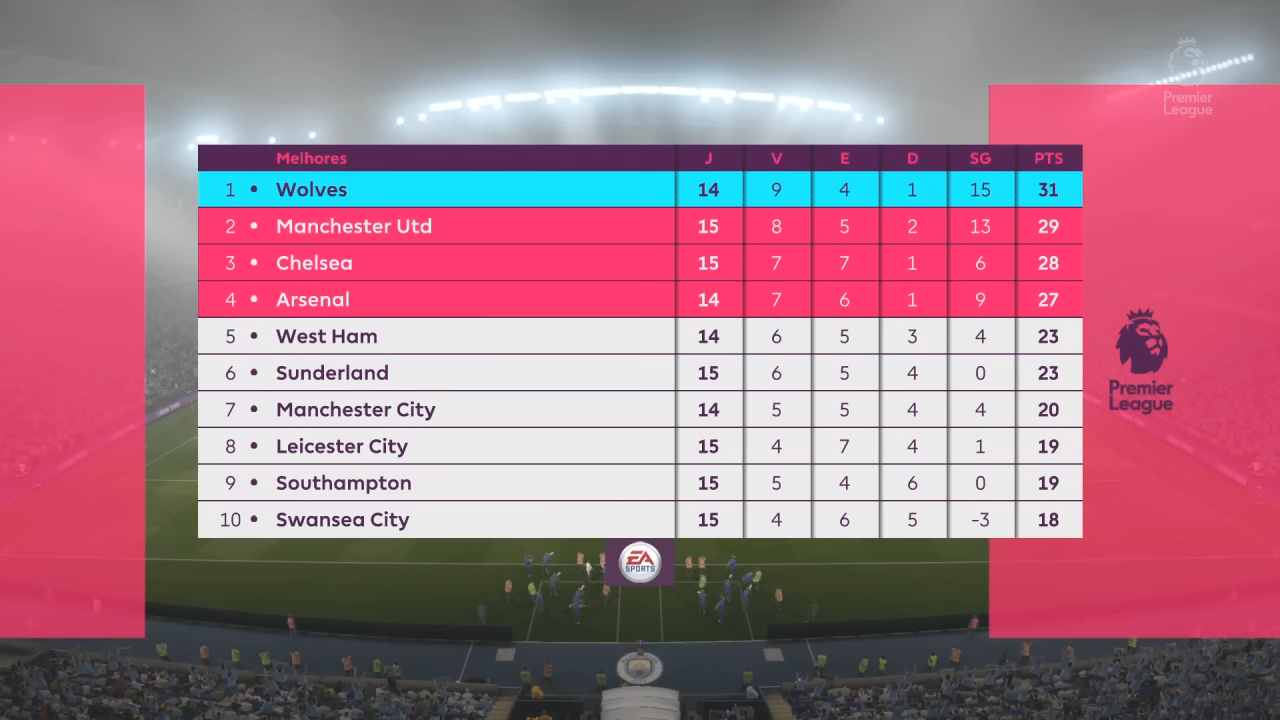 Premier
League
Melhores J V E D SG PTS
1 • Wolves 14 9 4 1 15 31
2 • Manchester Utd 15 8 5 2 13 29
3 • Chelsea 15 7 7 1 6 28
4 • Arsenal 14 7 6 1 9 27
5 • West Ham 14 6 5 3 4 23
6 • Sunderland 15 6 5 4 0 23
7 • Manchester City 14 5 5 4 4 20
8 • Leicester City 15 4 7 4 1 19
9 • Southampton 15 5 4 6 0 19
10 • Swansea City 15 4 6 5 -3 18
Premier
League
EA
SPORTS